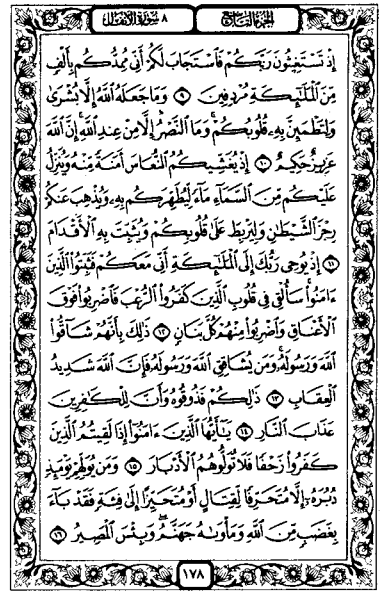 الجزء التاسع ٨ سورة الأنفال
إِذْ تَسْتَغِيثُونَ رَبَّكُمْ فَاسْتَجَابَ لَكُمْ أَنِّي مُمِدُّكُم بِأَلْفٍ
مِّنَ الْمَلَٰٓئِكَةِ مُرْدِفِينَ ٩ وَمَا جَعَلَهُ اللَّهُ إِلَّا بُشْرَىٰ
وَلِتَطْمَئِنَّ بِهِۦ قُلُوبُكُمْ ۚ وَمَا النَّصْرُ إِلَّا مِنْ عِندِ اللَّهِ ۚ إِنَّ اللَّهَ
عَزِيزٌ حَكِيمٌ ١٠ إِذْ يُغَشِّيكُمُ النُّعَاسَ أَمَنَةً مِّنْهُ وَيُنَزِّلُ
عَلَيْكُم مِّنَ السَّمَآءِ مَآءً لِّيُطَهِّرَكُم بِهِۦ وَيُذْهِبَ عَنكُمْ
رِجْزَ الشَّيْطَٰنِ وَلِيَرْبِطَ عَلَىٰ قُلُوبِكُمْ وَيُثَبِّتَ بِهِ الْأَقْدَامَ
١١ إِذْ يُوحِي رَبُّكَ إِلَى الْمَلَٰٓئِكَةِ أَنِّي مَعَكُمْ فَثَبِّتُوا الَّذِينَ
ءَامَنُوا ۚ سَأُلْقِي فِي قُلُوبِ الَّذِينَ كَفَرُوا الرُّعْبَ فَاضْرِبُوا فَوْقَ
الْأَعْنَاقِ وَاضْرِبُوا مِنْهُمْ كُلَّ بَنَانٍ ١٢ ذَٰلِكَ بِأَنَّهُمْ شَآقُّوا
اللَّهَ وَرَسُولَهُۥ ۚ وَمَن يُشَاقِقِ اللَّهَ وَرَسُولَهُۥ فَإِنَّ اللَّهَ شَدِيدُ
الْعِقَابِ ١٣ ذَٰلِكُمْ فَذُوقُوهُ وَأَنَّ لِلْكَٰفِرِينَ
عَذَابَ النَّارِ ١٤ يَٰٓأَيُّهَا الَّذِينَ ءَامَنُوٓا إِذَا لَقِيتُمُ الَّذِينَ
كَفَرُوا زَحْفًا فَلَا تُوَلُّوهُمُ الْأَدْبَارَ ١٥ وَمَن يُوَلِّهِمْ يَوْمَئِذٍ
دُبُرَهُۥٓ إِلَّا مُتَحَرِّفًا لِّقِتَالٍ أَوْ مُتَحَيِّزًا إِلَىٰ فِئَةٍ فَقَدْ بَآءَ
بِغَضَبٍ مِّنَ اللَّهِ وَمَأْوَىٰهُ جَهَنَّمُ ۖ وَبِئْسَ الْمَصِيرُ ١٦
١٧٨